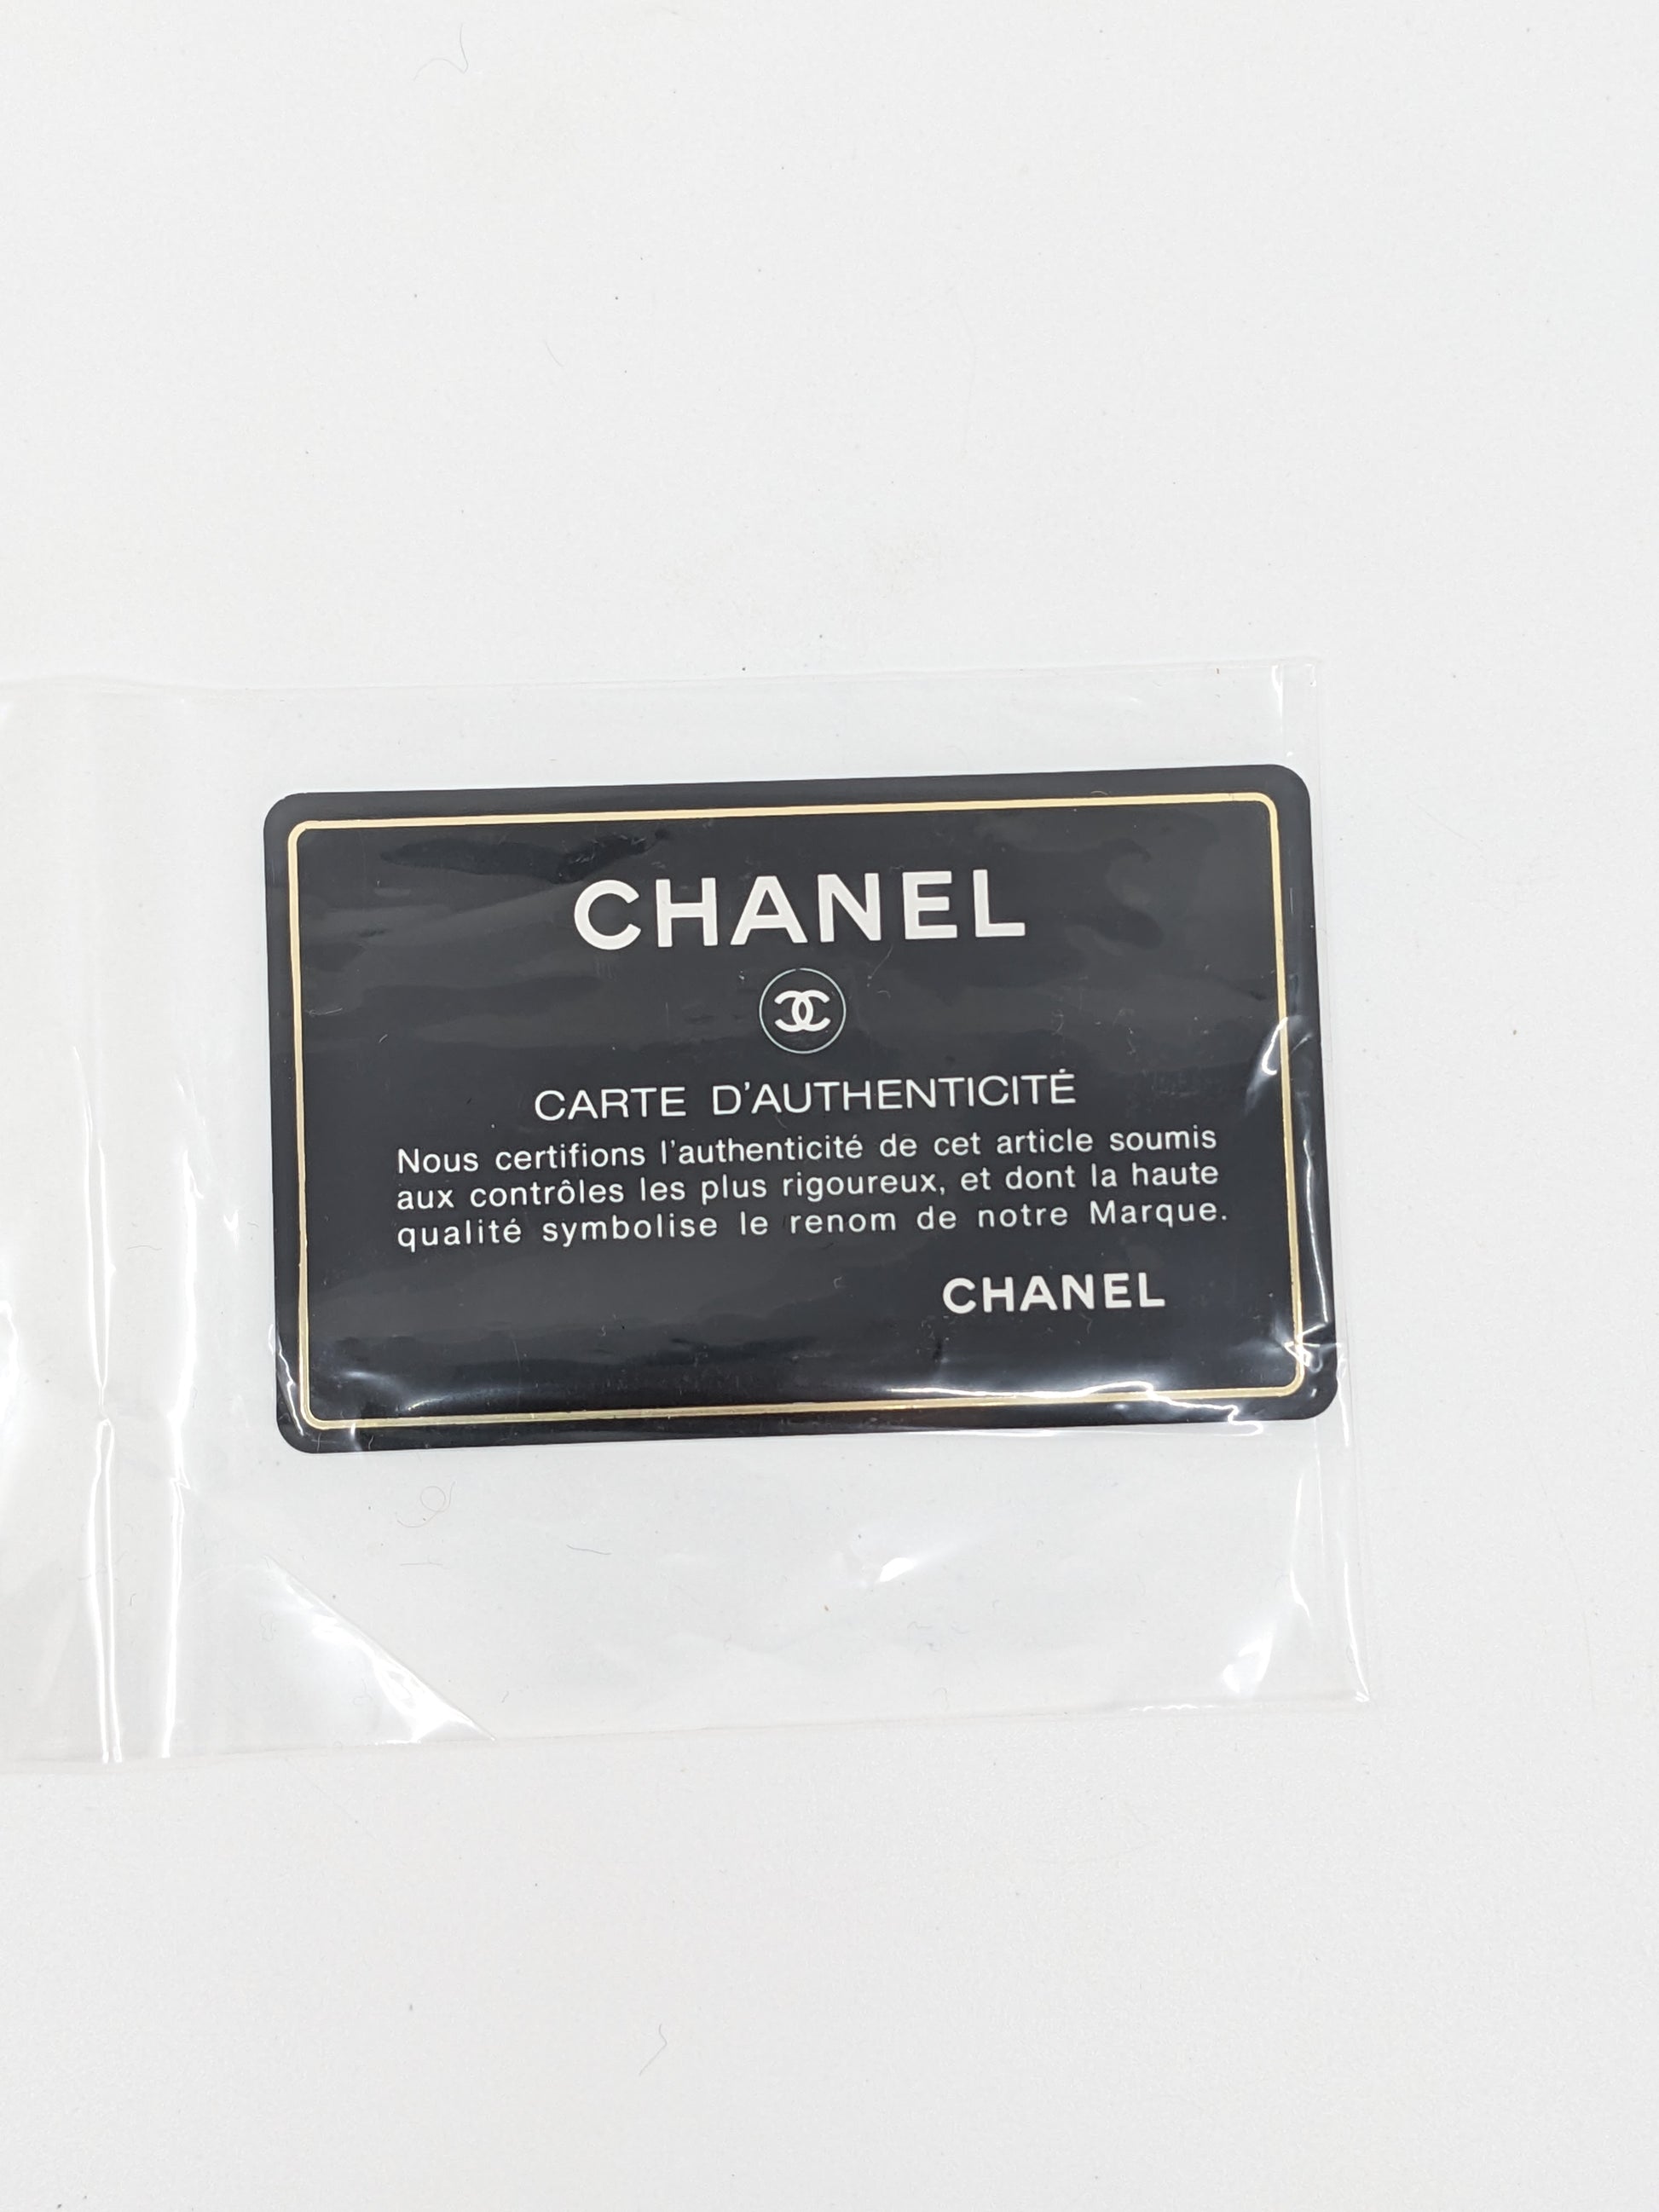 CHANEL
CARTE D'AUTHENTICITÉ
Nous certifions l'authenticité de cet article soumis
aux contrôles les plus rigoureux, et dont la haute
qualité symbolise le renom de notre Marque.
CHANEL